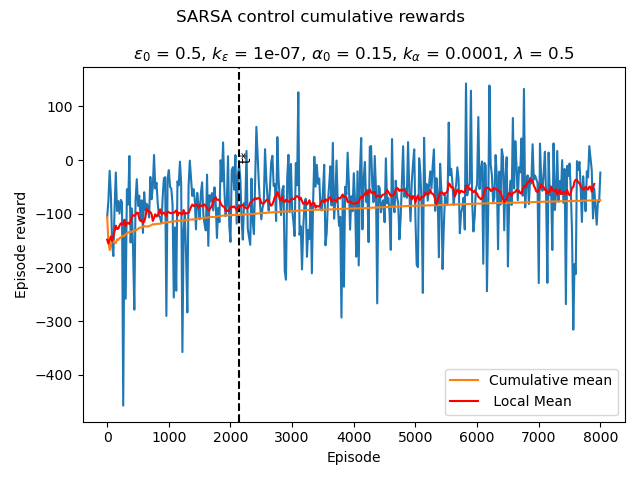 SARSA control cumulative rewards
ε₀ = 0.5, kε = 1e-07, α₀ = 0.15, kα = 0.0001, λ = 0.5
100
0
−100
−200
−300
−400
Episode reward
0
1000
2000
3000
4000
5000
6000
7000
8000
Episode
Cumulative mean
Local Mean